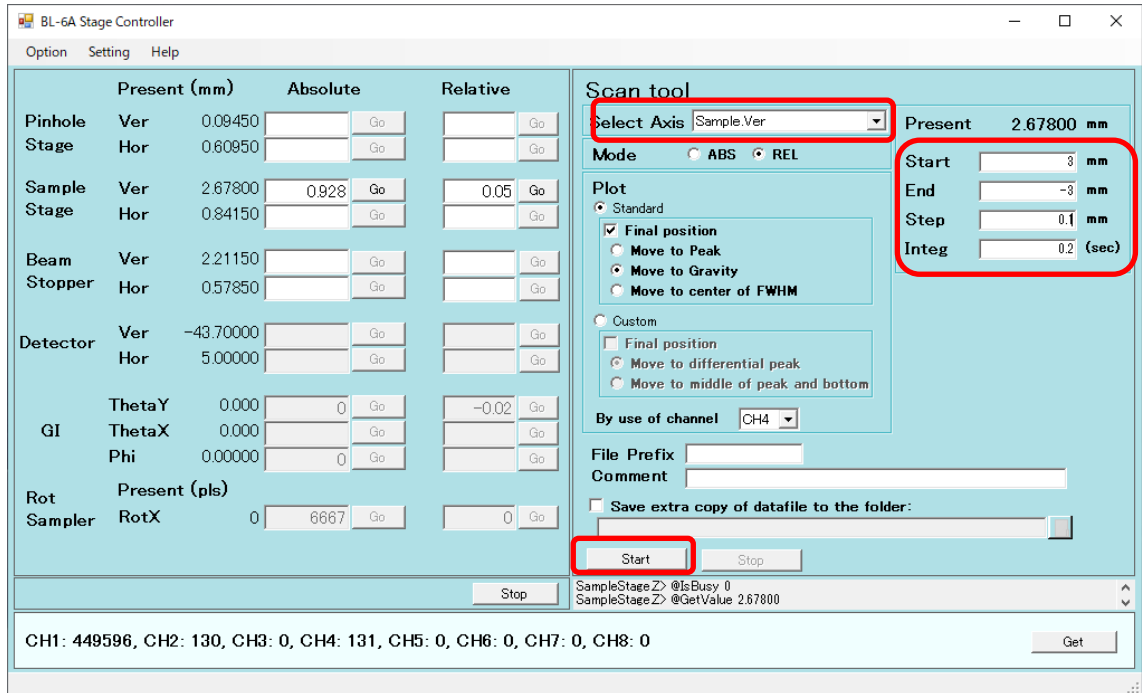 BL-6A Stage Controller
Option Setting Help
Present (mm) Absolute Relative
Pinhole Stage
Ver 0.09450 Go Go
Hor 0.60950 Go Go
Sample Stage
Ver 2.67800 0.928 Go 0.05 Go
Hor 0.84150 Go Go
Beam Stopper
Ver 2.21150 Go Go
Hor 0.57850 Go Go
Detector
Ver -43.70000 Go Go
Hor 5.00000 Go Go
GI
ThetaY 0.000 0 Go -0.02 Go
ThetaX 0.000 Go Go
Phi 0.00000 0 Go Go
Present (pls)
Rot Sampler
RotX 0 6667 Go 0 Go
Stop
Scan tool
Select Axis Sample.Ver
Mode ABS REL
Plot
Standard
Final position
Move to Peak
Move to Gravity
Move to center of FWHM
Custom
Final position
Move to differential peak
Move to middle of peak and bottom
By use of channel CH4
Present 2.67800 mm
Start 3 mm
End -3 mm
Step 0.1 mm
Integ 0.2 (sec)
File Prefix
Comment
Save extra copy of datafile to the folder:
Start Stop
SampleStageZ> @IsBusy 0
SampleStageZ> @GetValue 2.67800
CH1: 449596, CH2: 130, CH3: 0, CH4: 131, CH5: 0, CH6: 0, CH7: 0, CH8: 0
Get